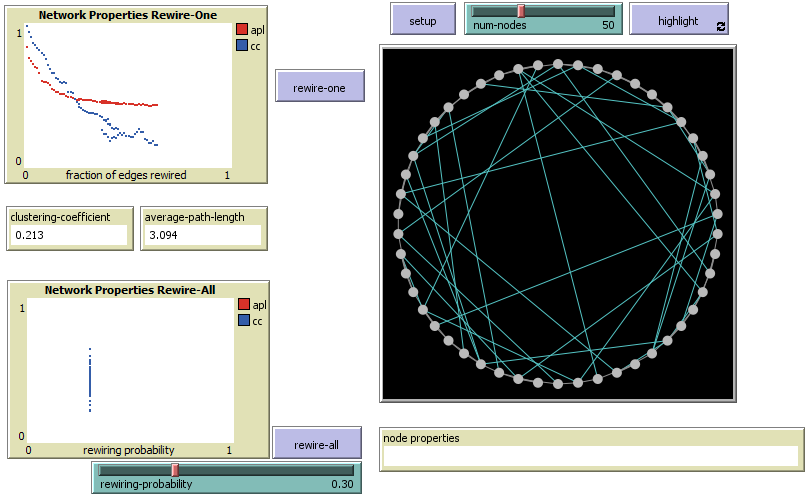 Network Properties Rewire-One
1
apl
cc
0
0
fraction of edges rewired
1
setup
num-nodes
50
highlight
rewire-one
clustering-coefficient
0.213
average-path-length
3.094
Network Properties Rewire-All
1
apl
cc
0
0
rewiring probability
1
rewire-all
rewiring-probability
0.30
node properties